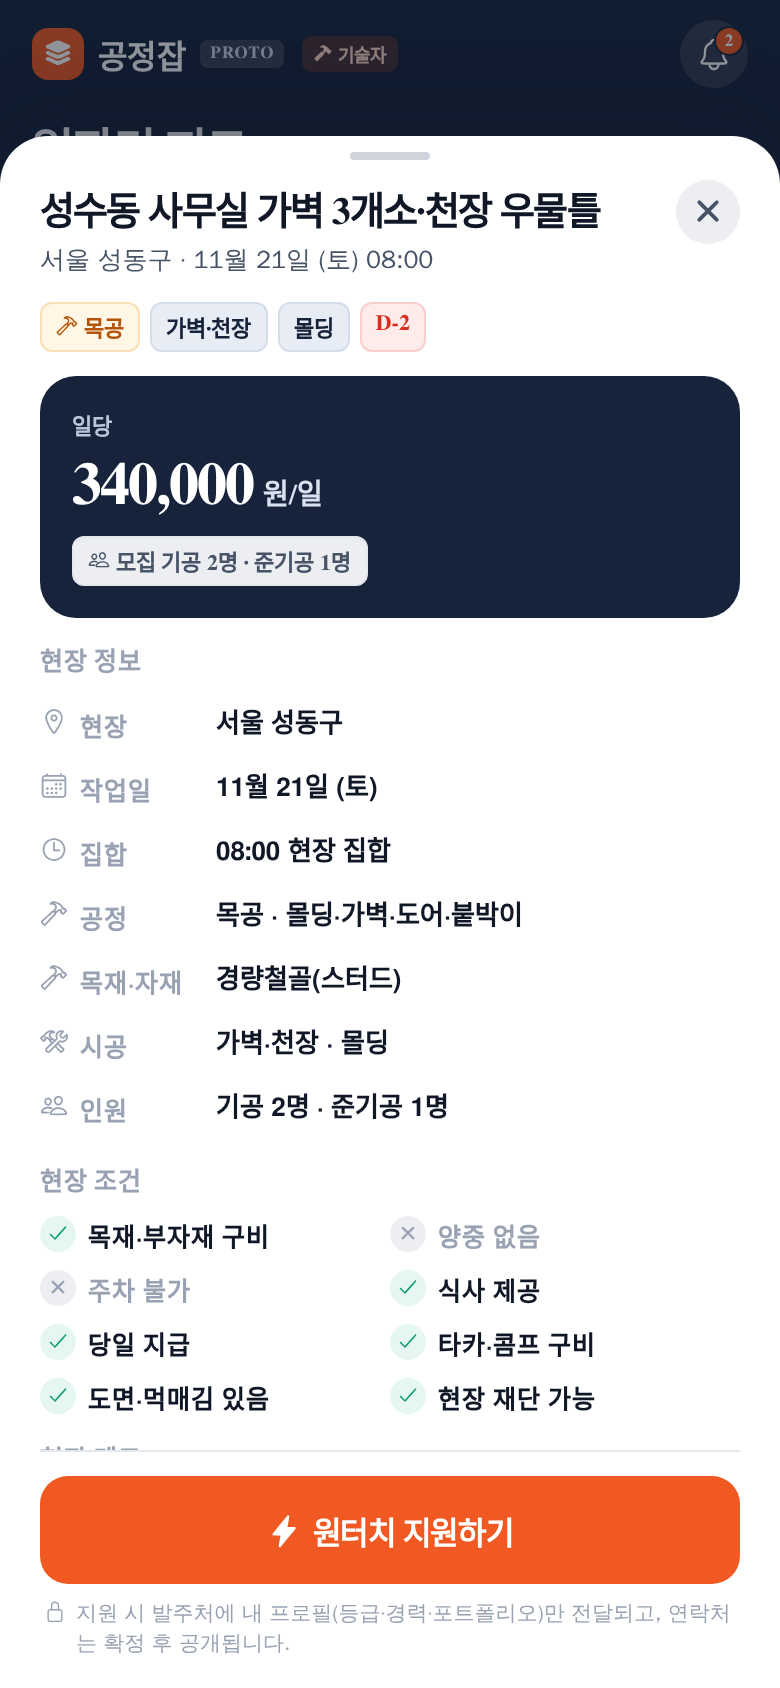 공정잡 PROTO 기술자 2
성수동 사무실 가벽 3개소·천장 우물틀
서울 성동구 · 11월 21일 (토) 08:00
목공 가벽·천장 몰딩 D-2
일당
340,000 원/일
모집 기공 2명 · 준기공 1명
현장 정보
현장 서울 성동구
작업일 11월 21일 (토)
집합 08:00 현장 집합
공정 목공 · 몰딩·가벽·도어·붙박이
목재·자재 경량철골(스터드)
시공 가벽·천장 · 몰딩
인원 기공 2명 · 준기공 1명
현장 조건
목재·부자재 구비 양중 없음
주차 불가 식사 제공
당일 지급 타카·콤프 구비
도면·먹매김 있음 현장 재단 가능
원터치 지원하기
지원 시 발주처에 내 프로필(등급·경력·포트폴리오)만 전달되고, 연락처
는 확정 후 공개됩니다.